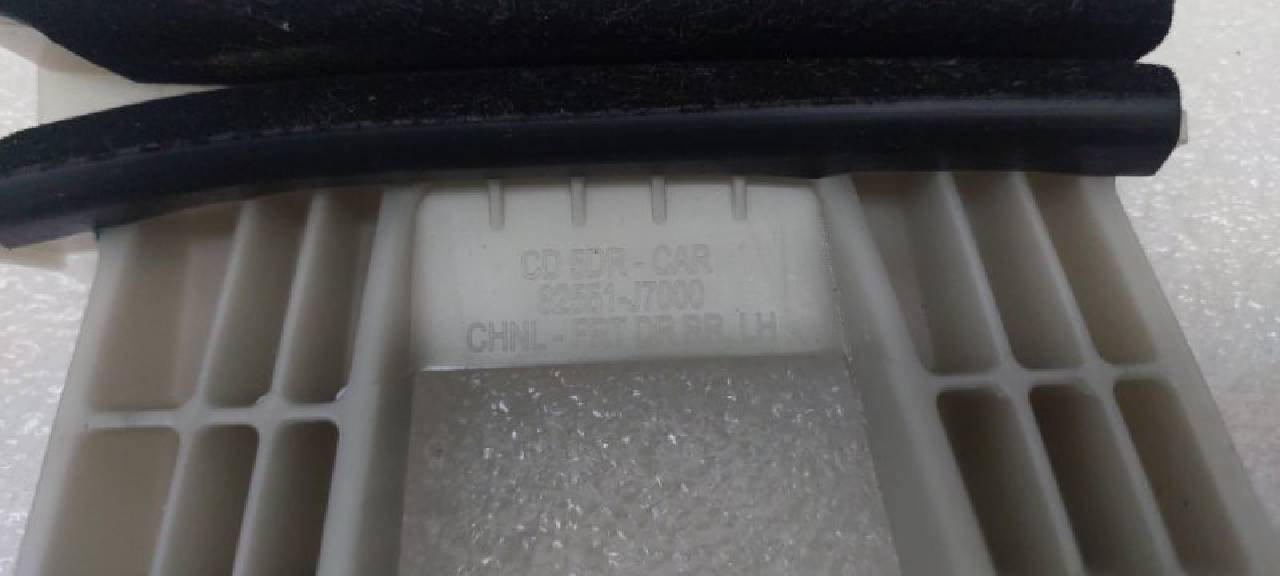 CD 5DR - CAR
82551-J7000
CHNL - FRT DR RR, LH